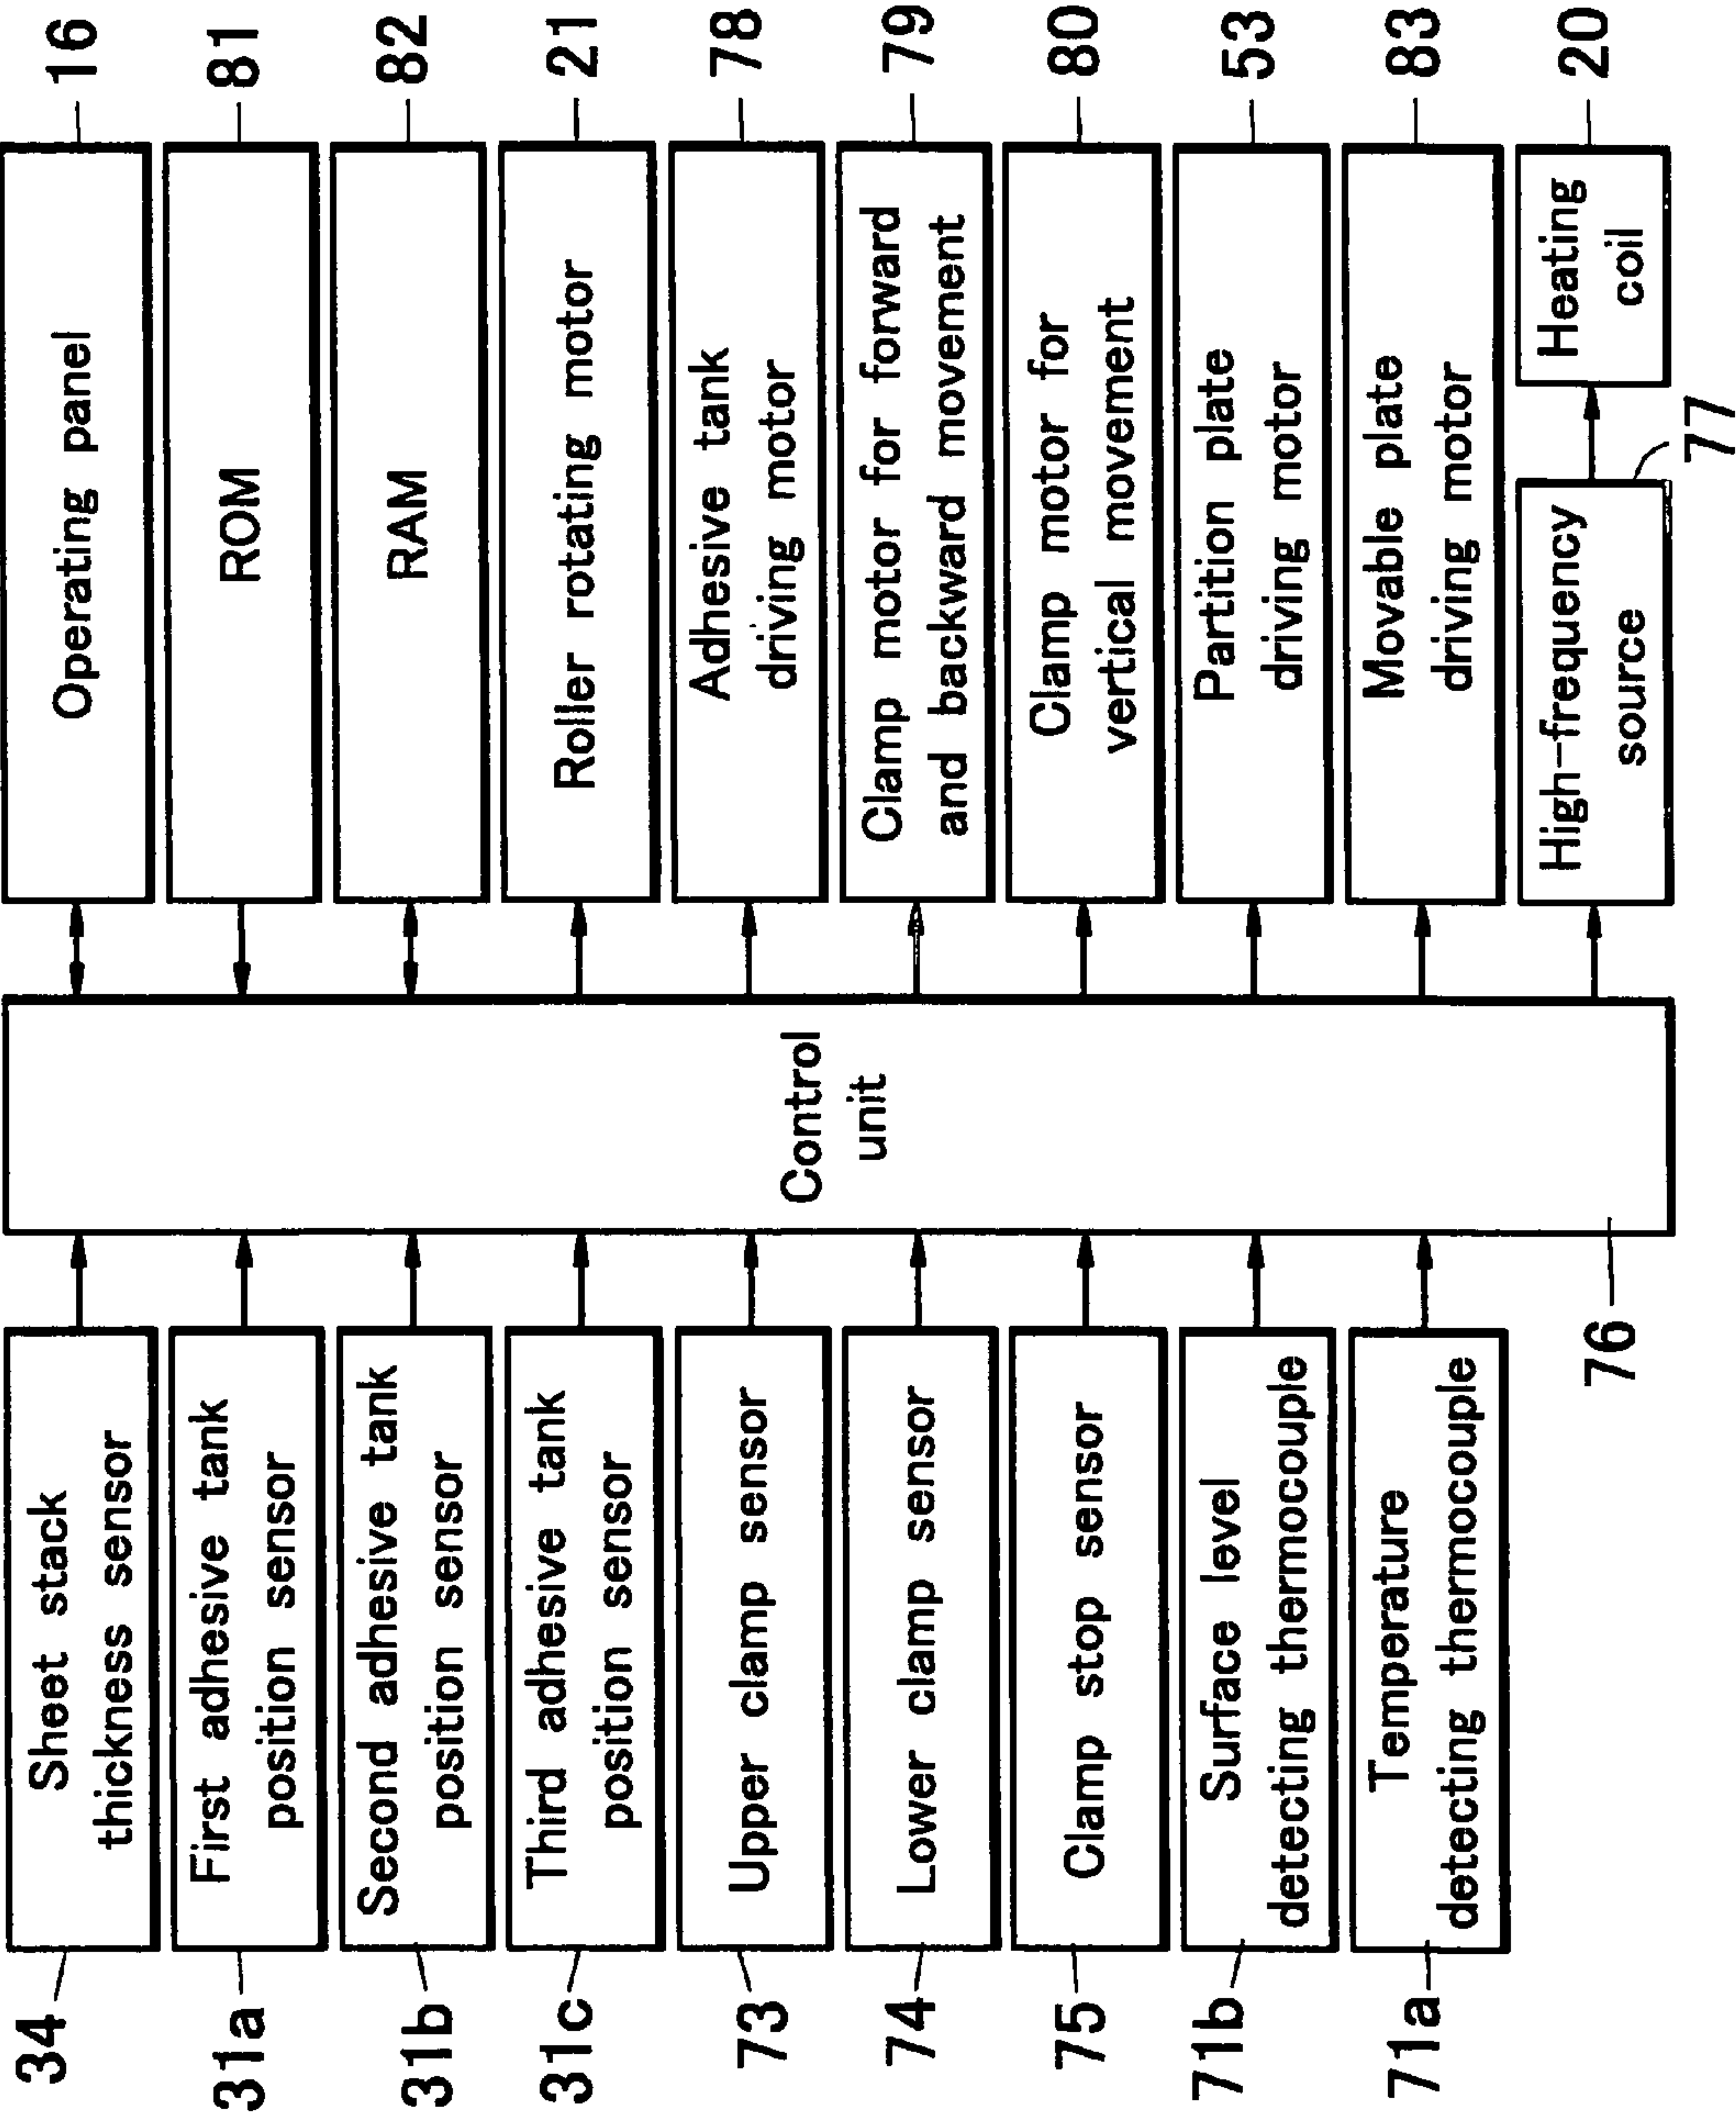 34
Sheet stack
thickness sensor
31a
First adhesive tank
position sensor
31b
Second adhesive tank
position sensor
31c
Third adhesive tank
position sensor
73
Upper clamp sensor
74
Lower clamp sensor
75
Clamp stop sensor
71b
Surface level
detecting thermocouple
71a
Temperature
detecting thermocouple
Control
unit
76
Operating panel
16
ROM
81
RAM
82
Roller rotating motor
21
Adhesive tank
driving motor
78
Clamp motor for forward
and backward movement
79
Clamp motor for
vertical movement
80
Partition plate
driving motor
53
Movable plate
driving motor
83
High-frequency
source
77
Heating
coil
20